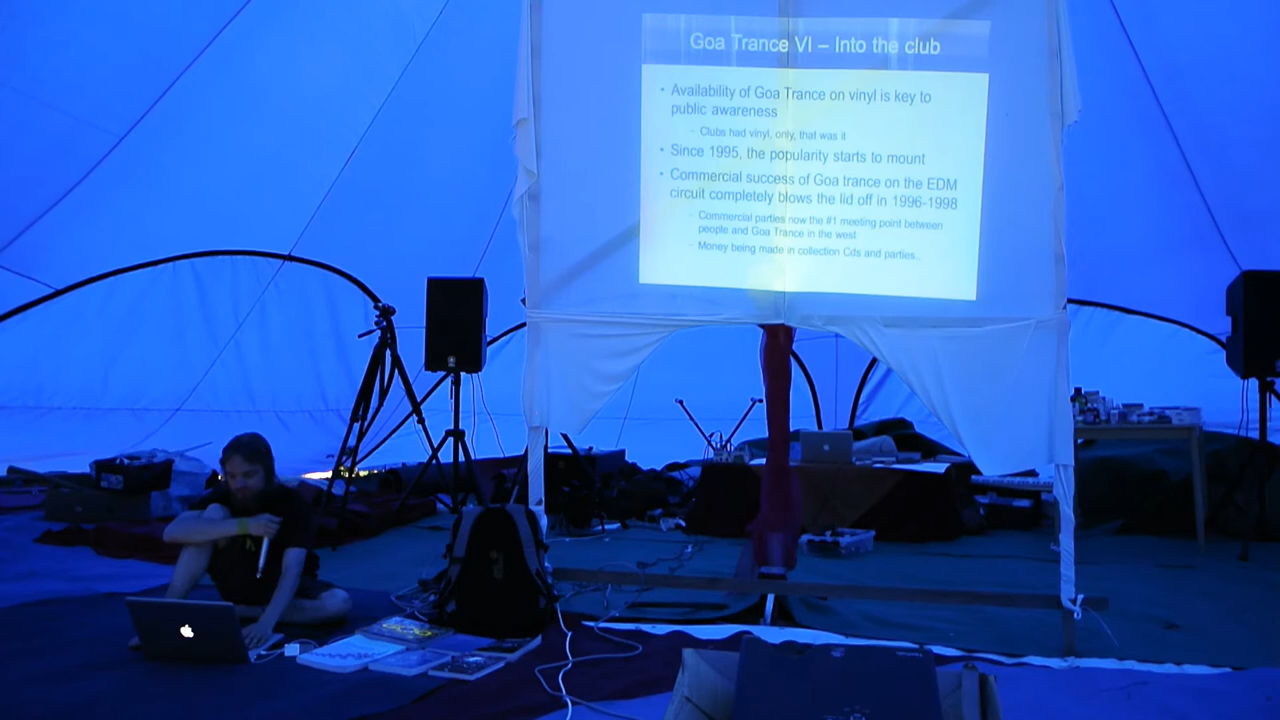 Goa Trance VI – Into the club
• Availability of Goa Trance on vinyl is key to
public awareness
– Clubs had vinyl, only, that was it
• Since 1995, the popularity starts to mount
• Commercial success of Goa trance on the EDM
circuit completely blows the lid off in 1996-1998
– Commercial parties now the #1 meeting point between
people and Goa Trance in the west
– Money being made in collection Cds and parties..